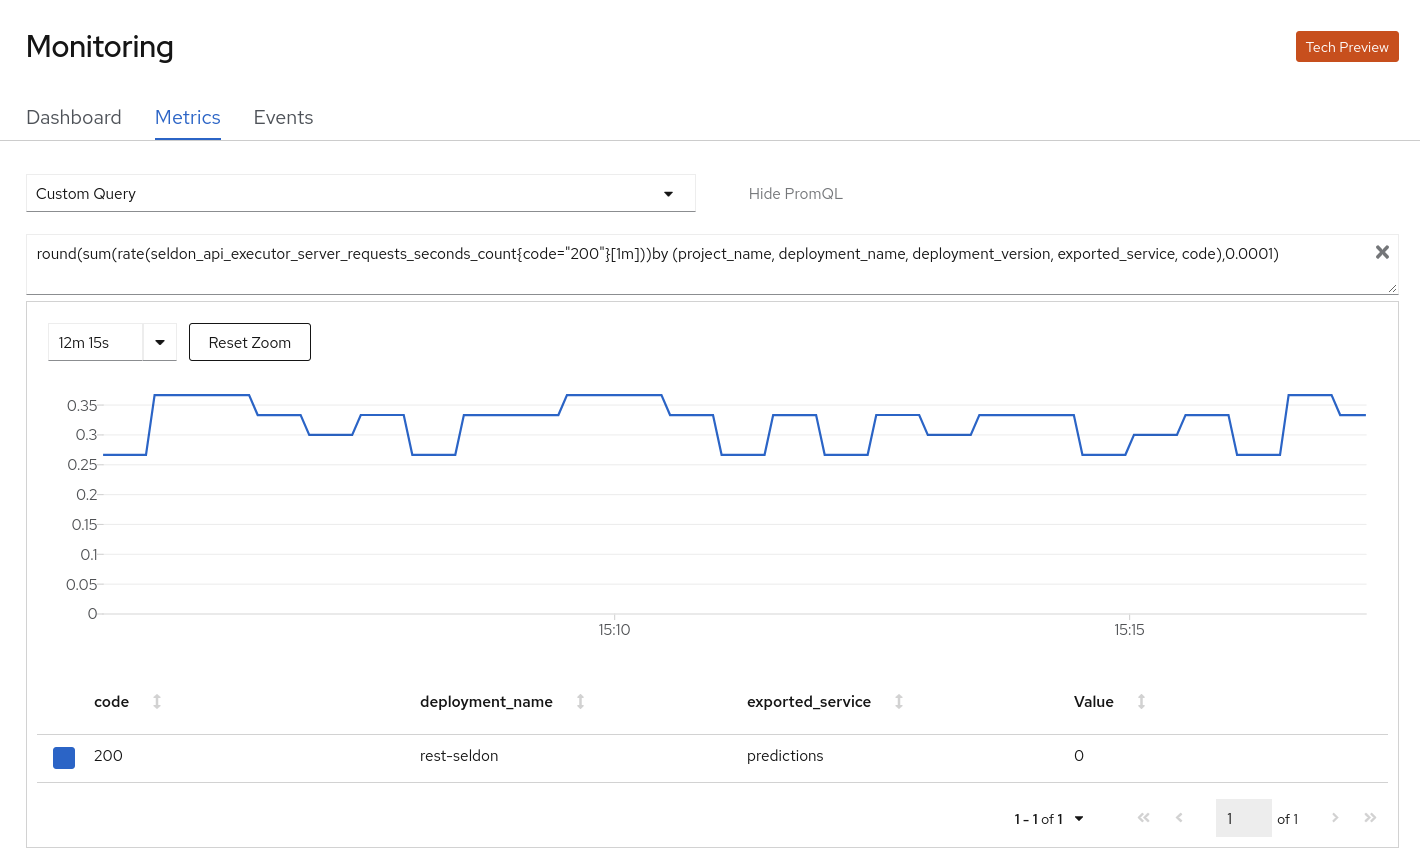 Monitoring
Tech Preview
Dashboard Metrics Events
Custom Query Hide PromQL
round(sum(rate(seldon_api_executor_server_requests_seconds_count{code="200"}[1m]))by (project_name, deployment_name, deployment_version, exported_service, code),0.0001)
12m 15s Reset Zoom
0.35
0.3
0.25
0.2
0.15
0.1
0.05
0
15:10 15:15
code deployment_name exported_service Value
200 rest-seldon predictions 0
1 - 1 of 1 1 of 1